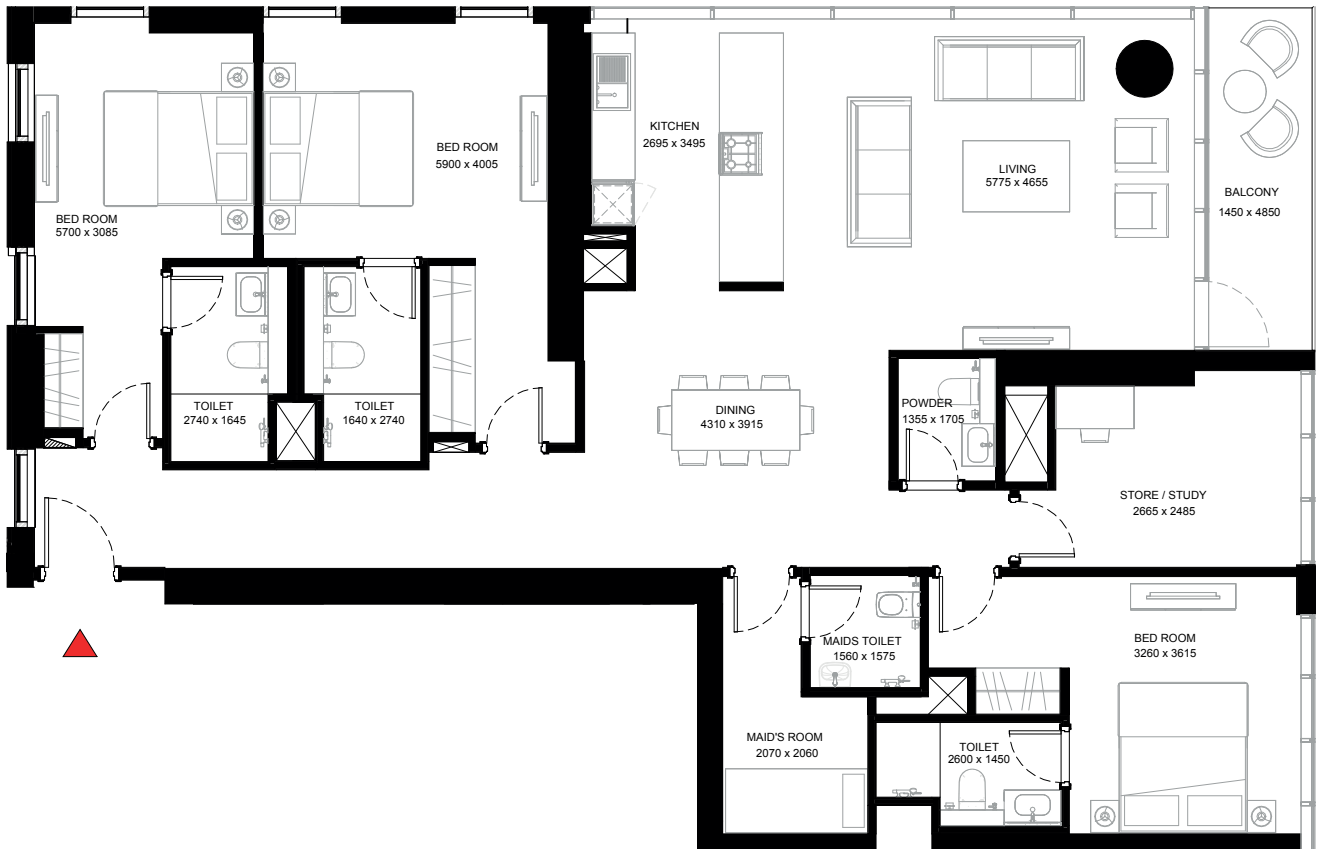 KITCHEN
2695 x 3495
BED ROOM
5900 x 4005
LIVING
5775 x 4655
BALCONY
1450 x 4850
BED ROOM
5700 x 3085
TOILET
2740 x 1645
TOILET
1640 x 2740
DINING
4310 x 3915
POWDER
1355 x 1705
STORE / STUDY
2665 x 2485
MAIDS TOILET
1560 x 1575
BED ROOM
3260 x 3615
MAID'S ROOM
2070 x 2060
TOILET
2600 x 1450